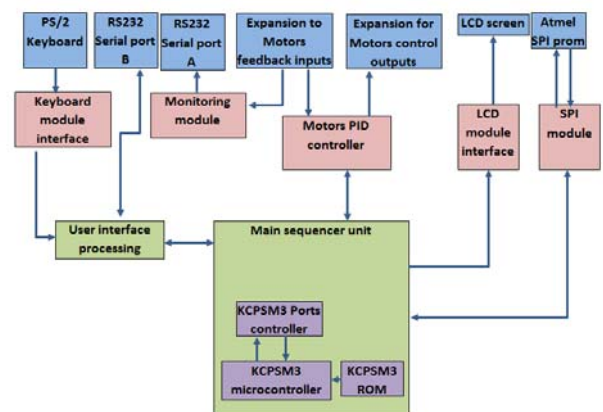 PS/2
Keyboard
RS232
Serial port
B
RS232
Serial port
A
Expansion to
Motors
feedback inputs
Expansion for
Motors control
outputs
LCD screen
Atmel
SPI prom
Keyboard
module
interface
Monitoring
module
Motors PID
controller
LCD
module
interface
SPI
module
User interface
processing
Main sequencer
unit
KCPSM3 Ports
controller
KCPSM3
microcontroller
KCPSM3
ROM